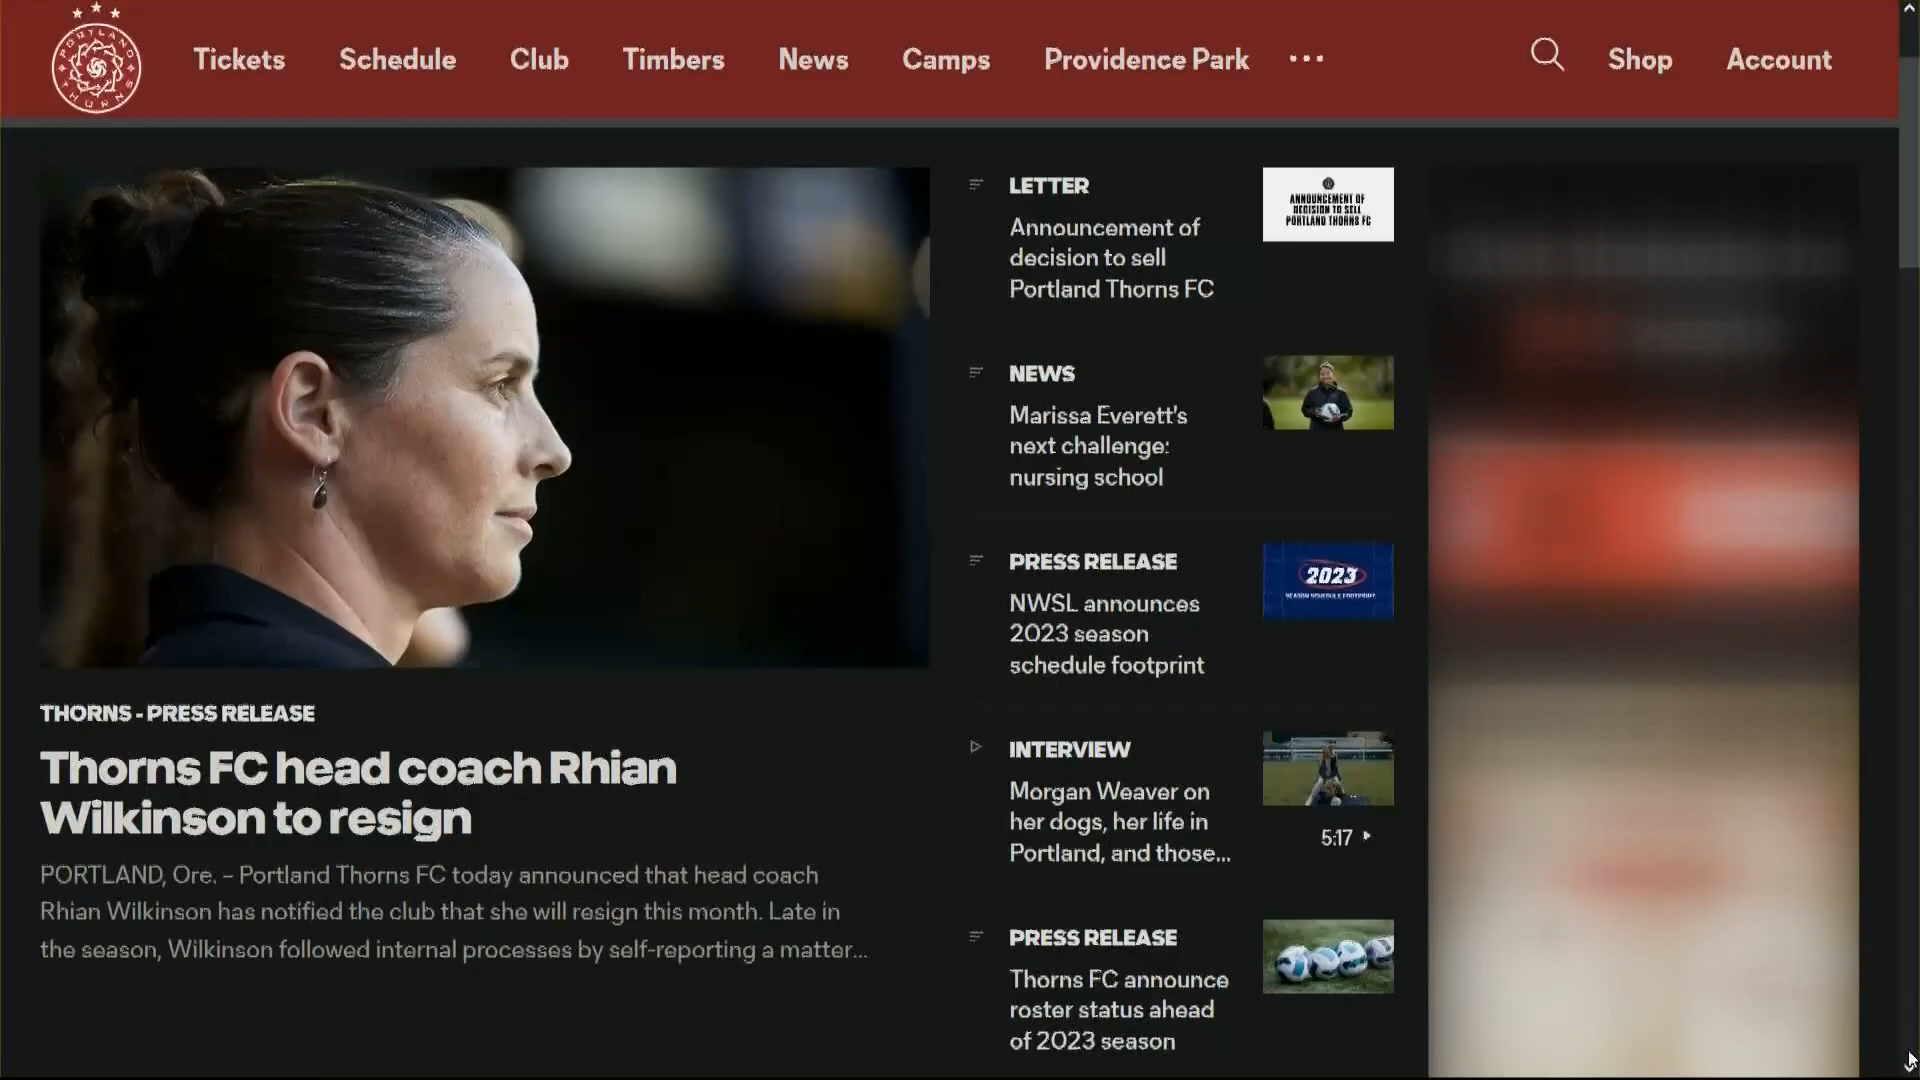 PORTLAND
THORNS
Tickets
Schedule
Club
Timbers
News
Camps
Providence Park
Shop
Account
THORNS - PRESS RELEASE
Thorns FC head coach Rhian
Wilkinson to resign
PORTLAND, Ore. – Portland Thorns FC today announced that head coach
Rhian Wilkinson has notified the club that she will resign this month. Late in
the season, Wilkinson followed internal processes by self-reporting a matter...
LETTER
Announcement of
decision to sell
Portland Thorns FC
ANNOUNCEMENT OF
DECISION TO SELL
PORTLAND THORNS FC
NEWS
Marissa Everett's
next challenge:
nursing school
PRESS RELEASE
NWSL announces
2023 season
schedule footprint
2023
SEASON SCHEDULE FOOTPRINT
INTERVIEW
Morgan Weaver on
her dogs, her life in
Portland, and those...
5:17
PRESS RELEASE
Thorns FC announce
roster status ahead
of 2023 season